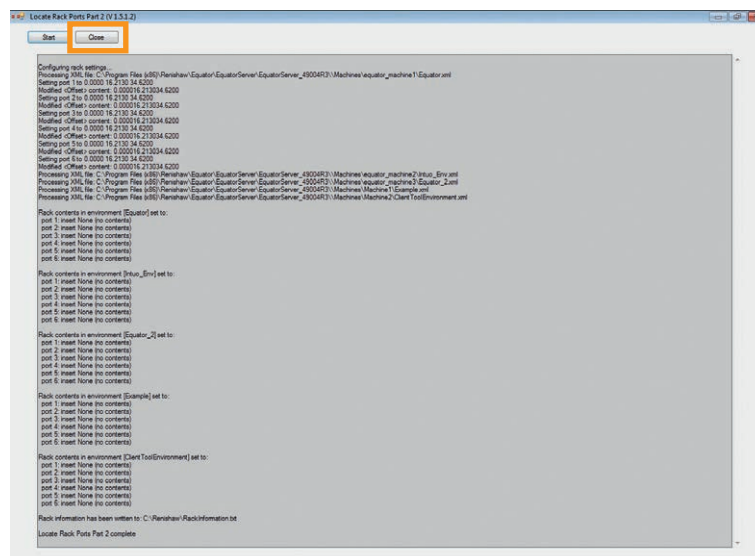 Locate Rack Ports Part 2 (V 1.5.1.2)
Start Close
Configuring rack settings...
Processing XML file: C:\Program Files (x86)\Renishaw\Equator\EquatorServer\EquatorServer_49004R3\\Machines\equator_machine1\Equator.xml
Setting port 1 to 0.0000 16.2130 34.6200
Modified <Offset> content: 0.000016.213034.6200
Setting port 2 to 0.0000 16.2130 34.6200
Modified <Offset> content: 0.000016.213034.6200
Setting port 3 to 0.0000 16.2130 34.6200
Modified <Offset> content: 0.000016.213034.6200
Setting port 4 to 0.0000 16.2130 34.6200
Modified <Offset> content: 0.000016.213034.6200
Setting port 5 to 0.0000 16.2130 34.6200
Modified <Offset> content: 0.000016.213034.6200
Setting port 6 to 0.0000 16.2130 34.6200
Modified <Offset> content: 0.000016.213034.6200
Processing XML file: C:\Program Files (x86)\Renishaw\Equator\EquatorServer\EquatorServer_49004R3\\Machines\equator_machine2\Intuo_Env.xml
Processing XML file: C:\Program Files (x86)\Renishaw\Equator\EquatorServer\EquatorServer_49004R3\\Machines\equator_machine3\Equator_2.xml
Processing XML file: C:\Program Files (x86)\Renishaw\Equator\EquatorServer\EquatorServer_49004R3\\Machines\Machine1\Example.xml
Processing XML file: C:\Program Files (x86)\Renishaw\Equator\EquatorServer\EquatorServer_49004R3\\Machines\Machine2\ClientToolEnvironment.xml
Rack contents in environment [Equator] set to:
port 1: insert None (no contents)
port 2: insert None (no contents)
port 3: insert None (no contents)
port 4: insert None (no contents)
port 5: insert None (no contents)
port 6: insert None (no contents)
Rack contents in environment [Intuo_Env] set to:
port 1: insert None (no contents)
port 2: insert None (no contents)
port 3: insert None (no contents)
port 4: insert None (no contents)
port 5: insert None (no contents)
port 6: insert None (no contents)
Rack contents in environment [Equator_2] set to:
port 1: insert None (no contents)
port 2: insert None (no contents)
port 3: insert None (no contents)
port 4: insert None (no contents)
port 5: insert None (no contents)
port 6: insert None (no contents)
Rack contents in environment [Example] set to:
port 1: insert None (no contents)
port 2: insert None (no contents)
port 3: insert None (no contents)
port 4: insert None (no contents)
port 5: insert None (no contents)
port 6: insert None (no contents)
Rack contents in environment [ClientToolEnvironment] set to:
port 1: insert None (no contents)
port 2: insert None (no contents)
port 3: insert None (no contents)
port 4: insert None (no contents)
port 5: insert None (no contents)
port 6: insert None (no contents)
Rack information has been written to: C:\Renishaw\RackInformation.txt
Locate Rack Ports Part 2 complete